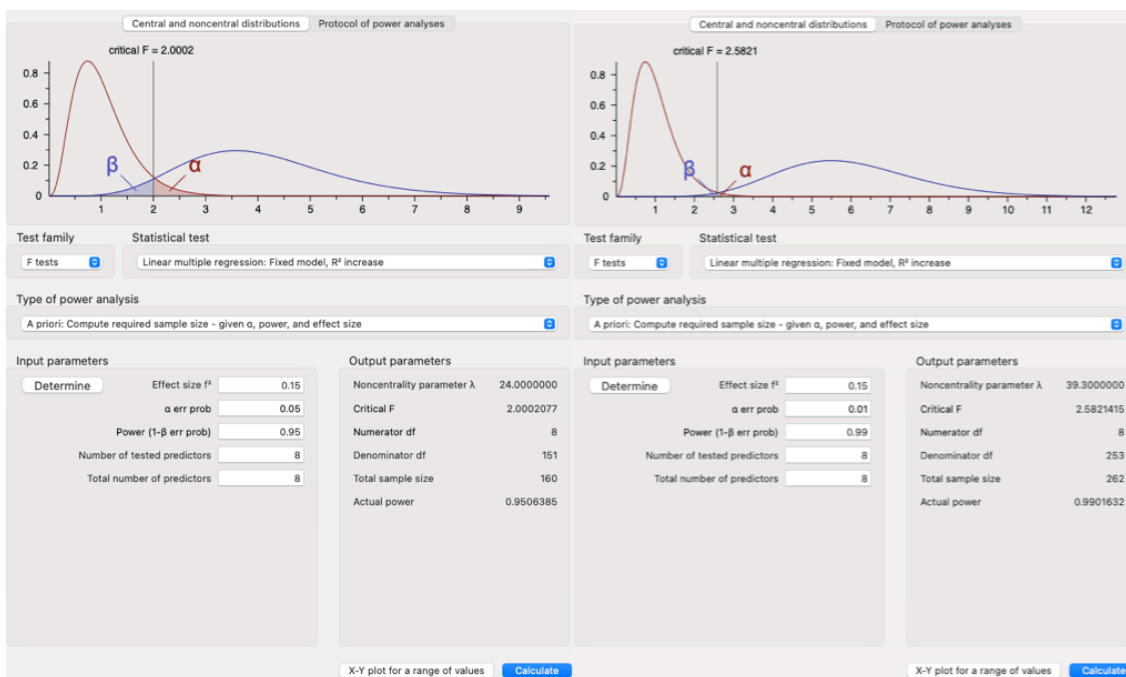 Central and noncentral distributions Protocol of power analyses
critical F = 2.0002
0.8
0.6
0.4
0.2
0
β
α
1 2 3 4 5 6 7 8 9
Test family Statistical test
F tests Linear multiple regression: Fixed model, R² increase
Type of power analysis
A priori: Compute required sample size - given α, power, and effect size
Input parameters
Determine Effect size f² 0.15
α err prob 0.05
Power (1-β err prob) 0.95
Number of tested predictors 8
Total number of predictors 8
Output parameters
Noncentrality parameter λ 24.0000000
Critical F 2.0002077
Numerator df 8
Denominator df 151
Total sample size 160
Actual power 0.9506385
X-Y plot for a range of values Calculate
Central and noncentral distributions Protocol of power analyses
critical F = 2.5821
0.8
0.6
0.4
0.2
0
β
α
1 2 3 4 5 6 7 8 9 10 11 12
Test family Statistical test
F tests Linear multiple regression: Fixed model, R² increase
Type of power analysis
A priori: Compute required sample size - given α, power, and effect size
Input parameters
Determine Effect size f² 0.15
α err prob 0.01
Power (1-β err prob) 0.99
Number of tested predictors 8
Total number of predictors 8
Output parameters
Noncentrality parameter λ 39.3000000
Critical F 2.5821415
Numerator df 8
Denominator df 253
Total sample size 262
Actual power 0.9901632
X-Y plot for a range of values Calculate